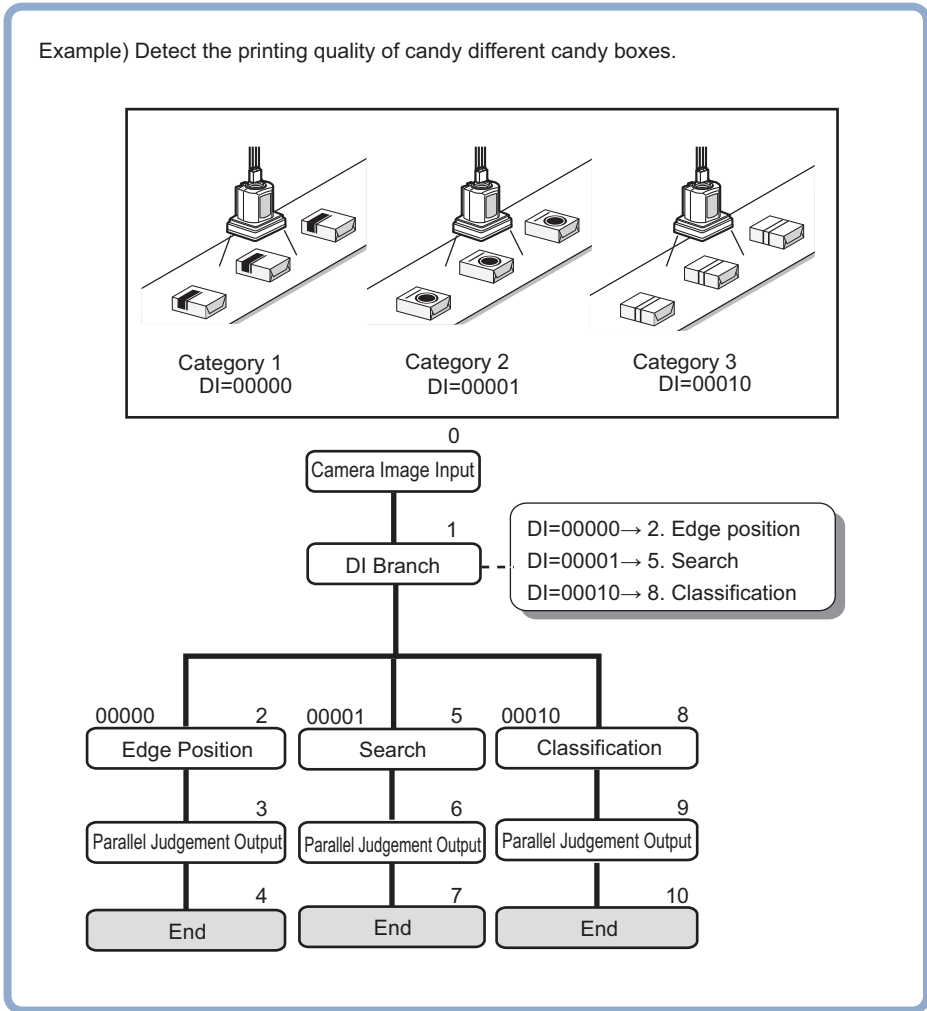 Example) Detect the printing quality of candy different candy boxes.
Category 1
DI=00000
Category 2
DI=00001
Category 3
DI=00010
0
Camera Image Input
1
DI Branch
DI=00000→ 2. Edge position
DI=00001→ 5. Search
DI=00010→ 8. Classification
00000 2
Edge Position
00001 5
Search
00010 8
Classification
3
Parallel Judgement Output
6
Parallel Judgement Output
9
Parallel Judgement Output
4
End
7
End
10
End